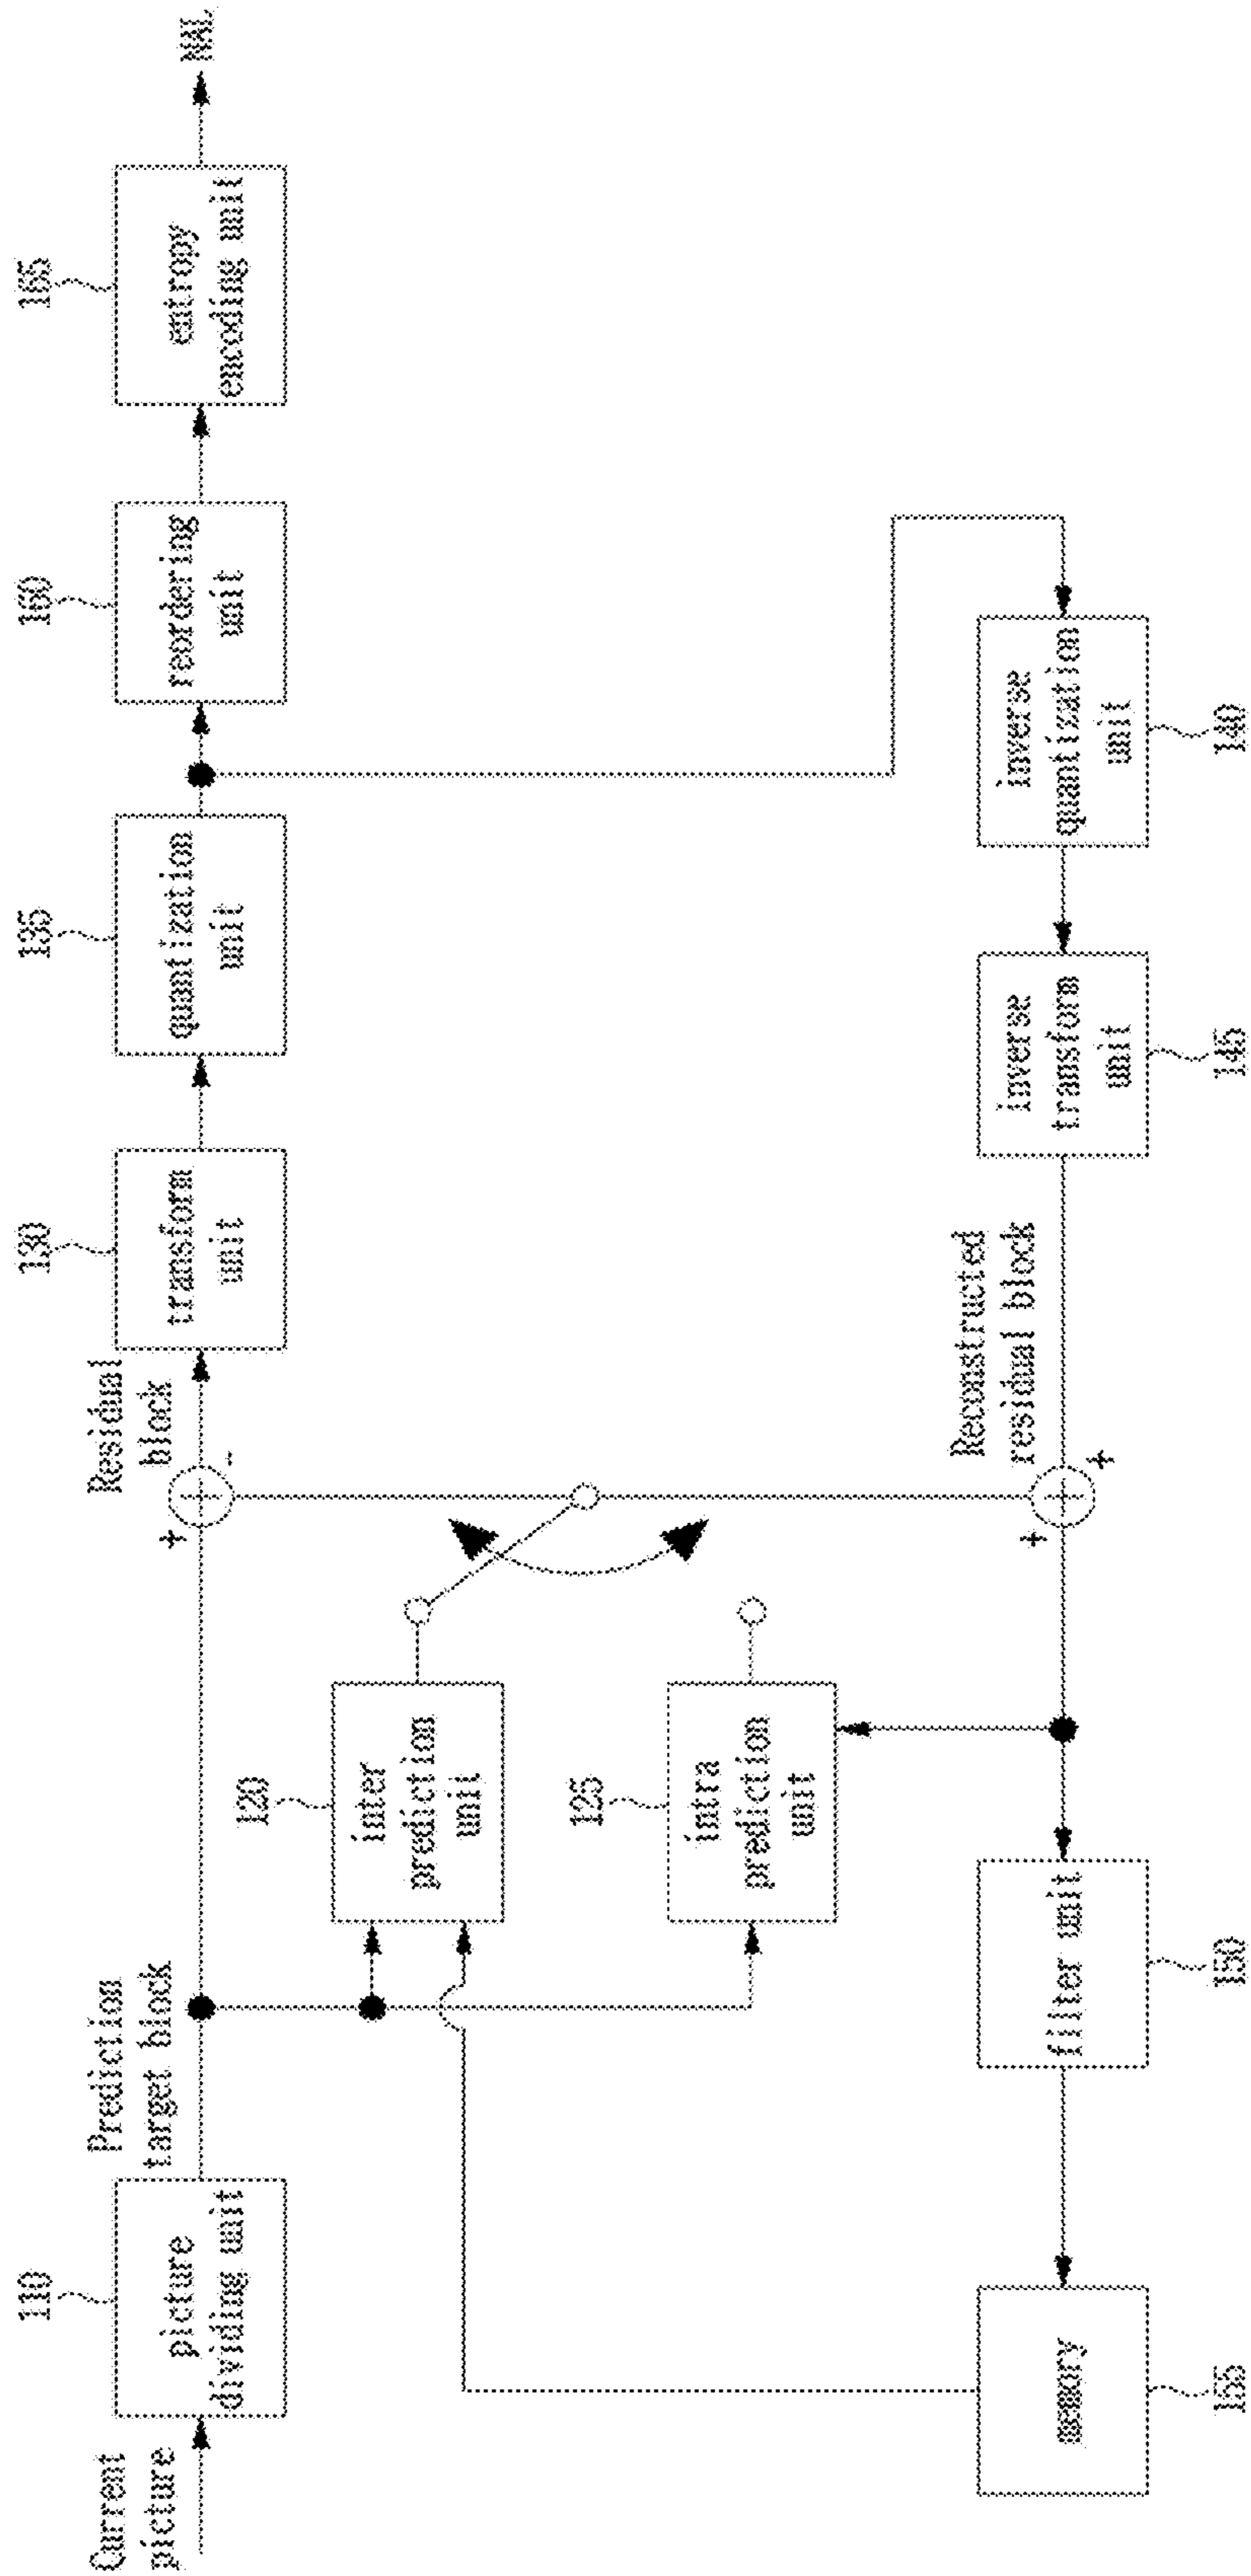 Current
picture
110
picture
dividing unit
Prediction
target block
120
inter
prediction
unit
125
intra
prediction
unit
+
-
Residual
block
130
transform
unit
135
quantization
unit
160
reordering
unit
165
entropy
encoding unit
NAL
140
inverse
quantization
unit
145
inverse
transform
unit
Reconstructed
residual block
+
+
150
filter unit
155
memory